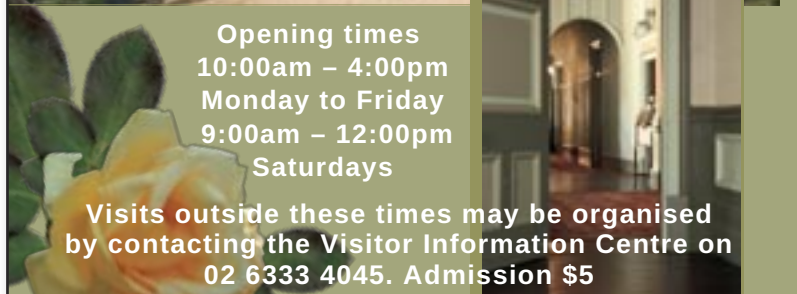 Opening times
10:00am – 4:00pm
Monday to Friday
9:00am – 12:00pm
Saturdays
Visits outside these times may be organised
by contacting the Visitor Information Centre on
02 6333 4045. Admission $5